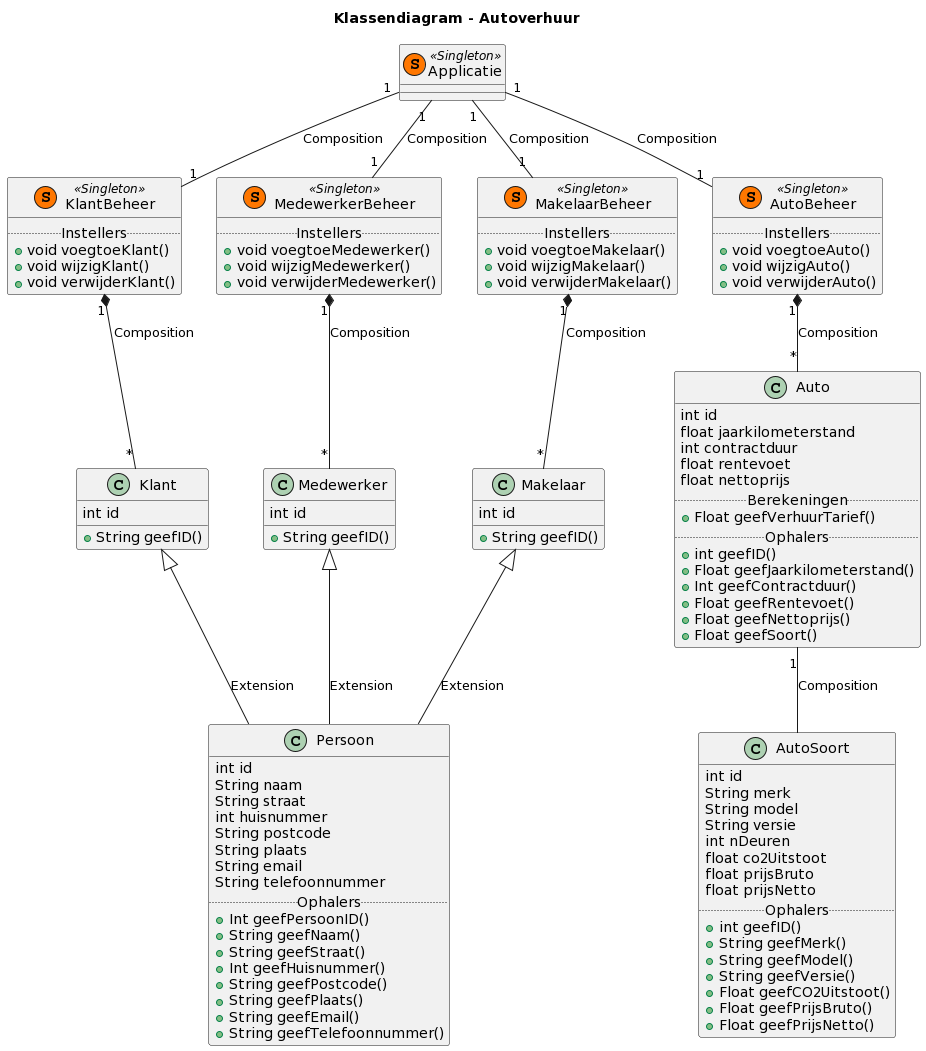 Klassendiagram - Autoverhuur
S
«Singleton»
Applicatie
1
1
1
1
Composition
Composition
Composition
Composition
1
1
1
1
S
«Singleton»
KlantBeheer
Instellers
void voegtoeKlant()
void wijzigKlant()
void verwijderKlant()
S
«Singleton»
MedewerkerBeheer
Instellers
void voegtoeMedewerker()
void wijzigMedewerker()
void verwijderMedewerker()
S
«Singleton»
MakelaarBeheer
Instellers
void voegtoeMakelaar()
void wijzigMakelaar()
void verwijderMakelaar()
S
«Singleton»
AutoBeheer
Instellers
void voegtoeAuto()
void wijzigAuto()
void verwijderAuto()
1
1
1
1
Composition
Composition
Composition
Composition
*
*
*
*
C
Klant
int id
String geefID()
C
Medewerker
int id
String geefID()
C
Makelaar
int id
String geefID()
C
Auto
int id
float jaarkilometerstand
int contractduur
float rentevoet
float nettoprijs
Berekeningen
Float geefVerhuurTarief()
Ophalers
int geefID()
Float geefJaarkilometerstand()
Int geefContractduur()
Float geefRentevoet()
Float geefNettoprijs()
Float geefSoort()
Extension
Extension
Extension
1
Composition
C
Persoon
int id
String naam
String straat
int huisnummer
String postcode
String plaats
String email
String telefoonnummer
Ophalers
Int geefPersoonID()
String geefNaam()
String geefStraat()
Int geefHuisnummer()
String geefPostcode()
String geefPlaats()
String geefEmail()
String geefTelefoonnummer()
C
AutoSoort
int id
String merk
String model
String versie
int nDeuren
float co2Uitstoot
float prijsBruto
float prijsNetto
Ophalers
int geefID()
String geefMerk()
String geefModel()
String geefVersie()
Float geefCO2Uitstoot()
Float geefPrijsBruto()
Float geefPrijsNetto()